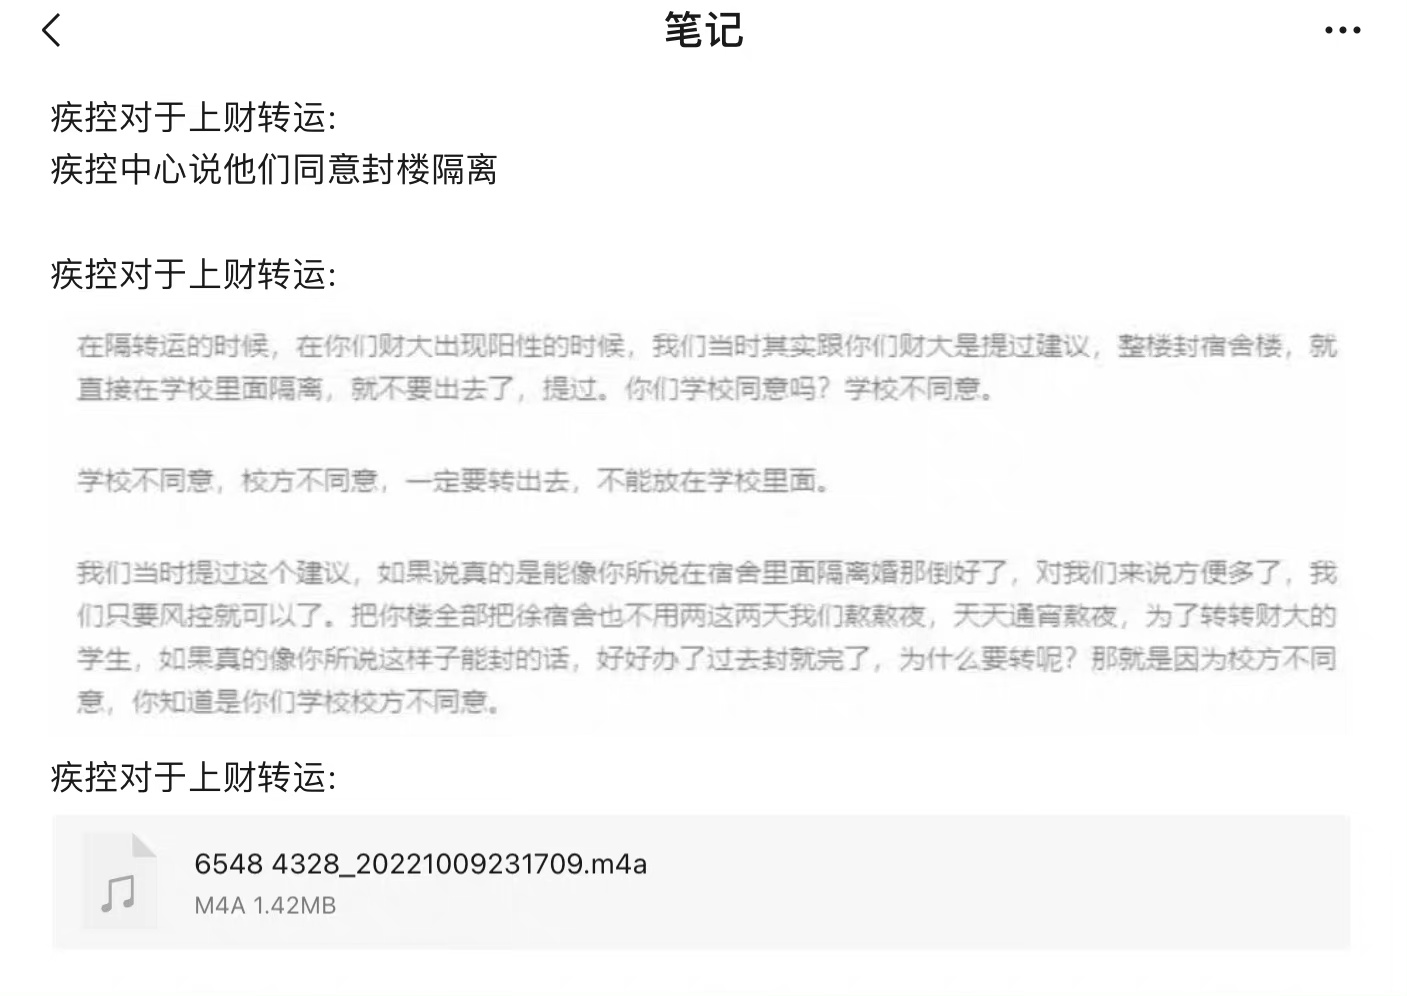 笔记
疾控对于上财转运:
疾控中心说他们同意封楼隔离
疾控对于上财转运:
在隔转运的时候，在你们财大出现阳性的时候，我们当时其实跟你们财大是提过建议，整楼封宿舍楼，就
直接在学校里面隔离，就不要出去了，提过。你们学校同意吗？学校不同意。
学校不同意，校方不同意，一定要转出去，不能放在学校里面。
我们当时提过这个建议，如果说真的是能像你所说在宿舍里面隔离婚那倒好了，对我们来说方便多了，我
们只要风控就可以了。把你楼全部把徐宿舍也不用两这两天我们熬熬夜，天天通宵熬夜，为了转转财大的
学生，如果真的像你所说这样子能封的话，好好办了过去封就完了，为什么要转呢？那就是因为校方不同
意，你知道是你们学校校方不同意。
疾控对于上财转运:
6548 4328_20221009231709.m4a
M4A 1.42MB